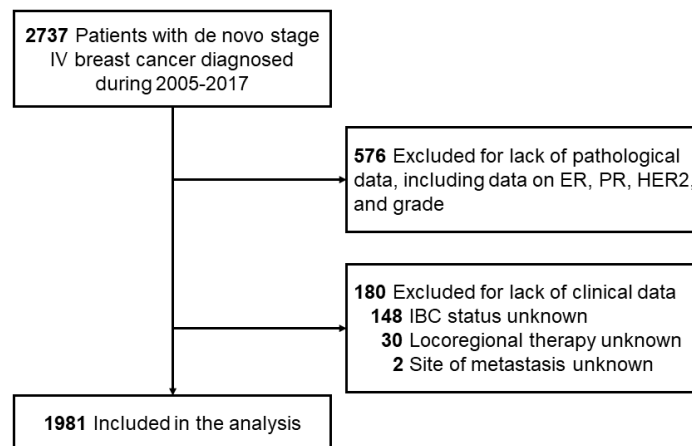 2737 Patients with de novo stage
IV breast cancer diagnosed
during 2005-2017
576 Excluded for lack of pathological
data, including data on ER, PR, HER2,
and grade
180 Excluded for lack of clinical data
148 IBC status unknown
30 Locoregional therapy unknown
2 Site of metastasis unknown
1981 Included in the analysis